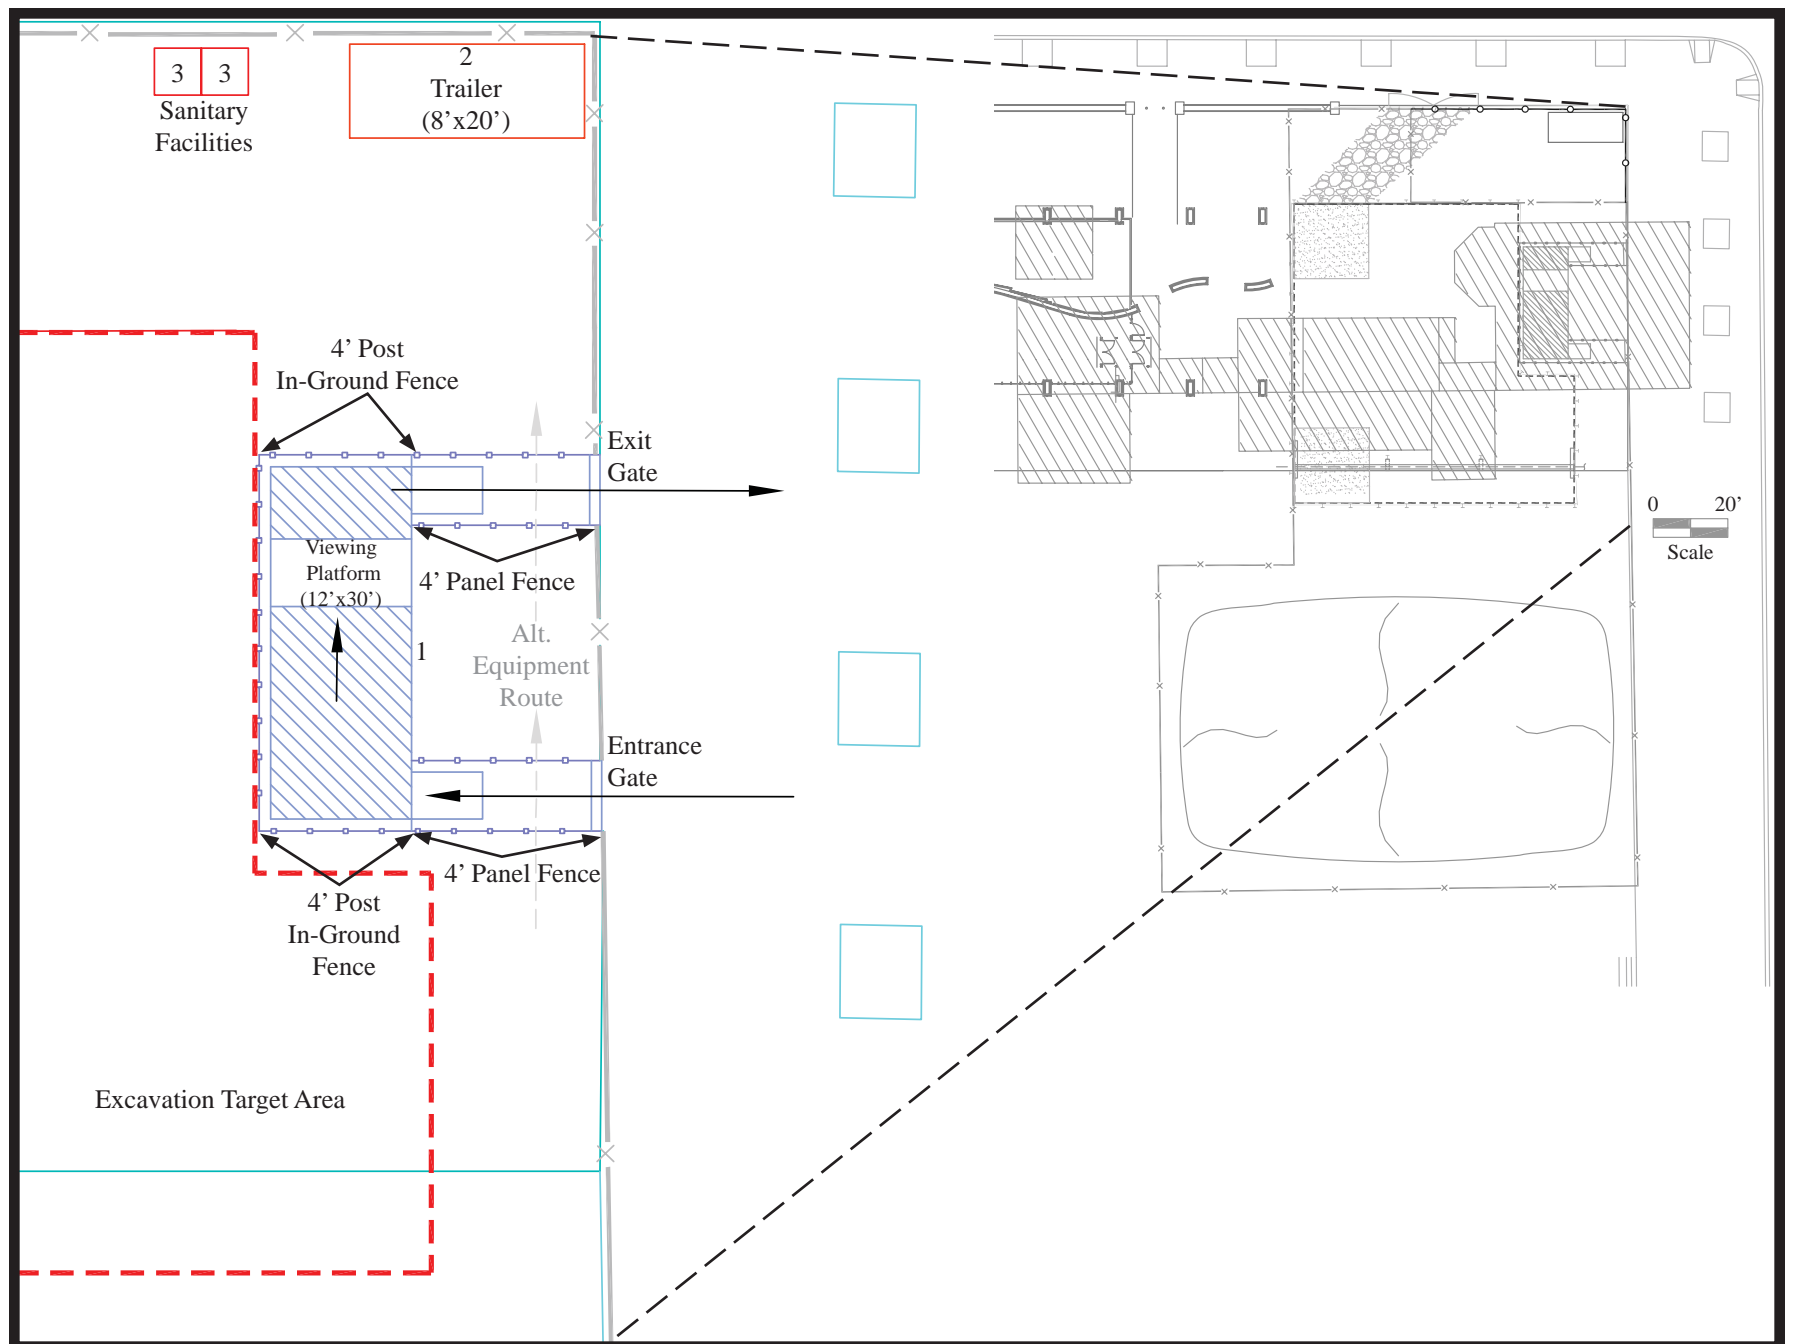 3 3
Sanitary
Facilities
2
Trailer
(8’x20’)
4’ Post
In-Ground Fence
Exit
Gate
Viewing
Platform
(12’x30’)
4’ Panel Fence
1
Alt.
Equipment
Route
Entrance
Gate
4’ Panel Fence
4’ Post
In-Ground
Fence
Excavation Target Area
0 20’
Scale